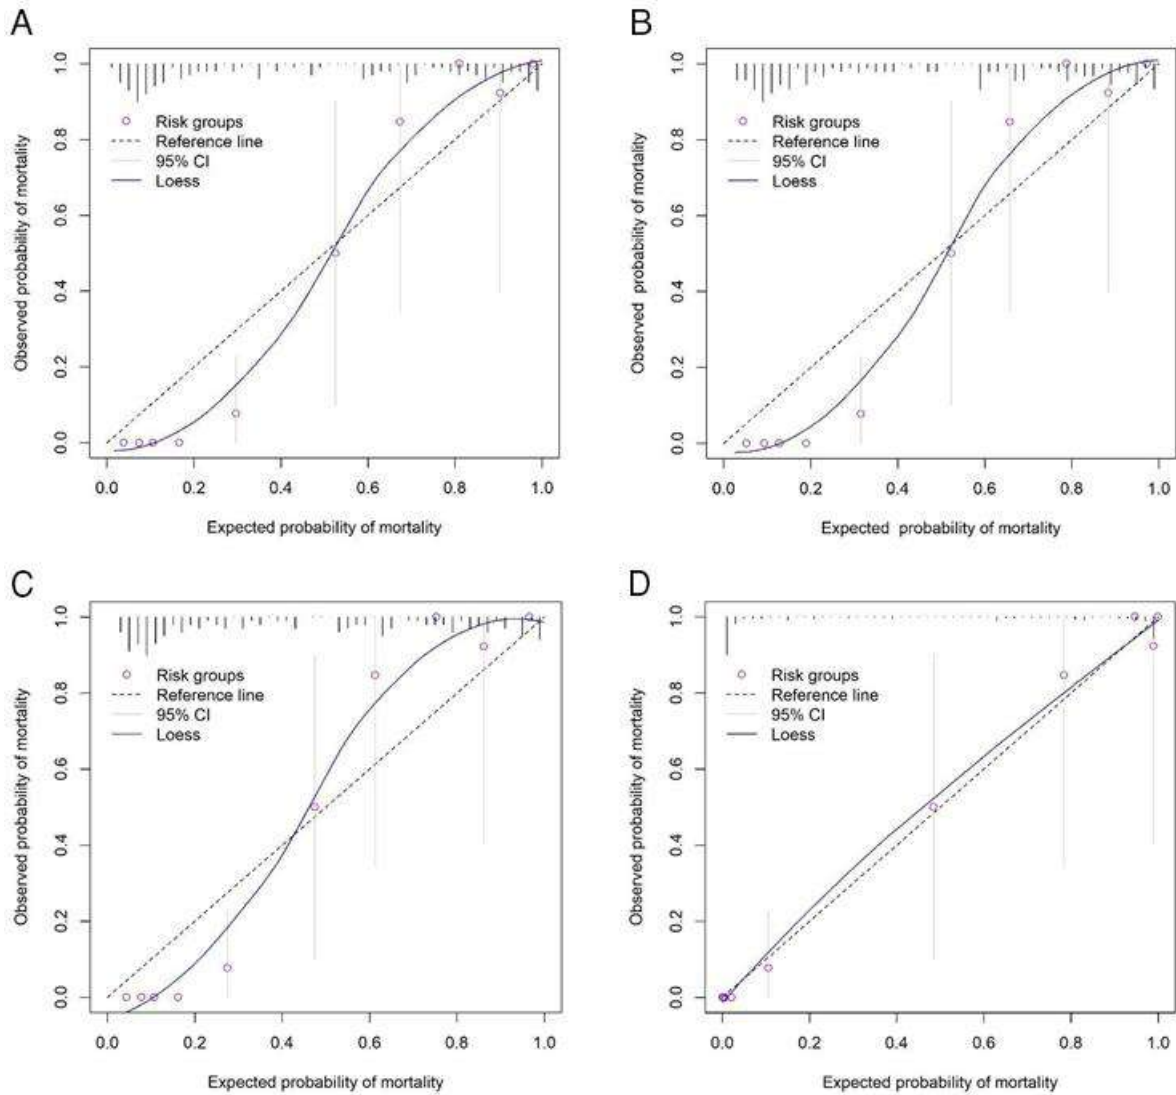 A
Observed probability of mortality
1.0
0.8
0.6
0.4
0.2
0.0
Risk groups
Reference line
95% CI
Loess
0.0 0.2 0.4 0.6 0.8 1.0
Expected probability of mortality
B
Observed  probability of mortality
1.0
0.8
0.6
0.4
0.2
0.0
Risk groups
Reference line
95% CI
Loess
0.0 0.2 0.4 0.6 0.8 1.0
Expected  probability of mortality
C
Observed probability of mortality
1.0
0.8
0.6
0.4
0.2
0.0
Risk groups
Reference line
95% CI
Loess
0.0 0.2 0.4 0.6 0.8 1.0
Expected probability of mortality
D
Observed probability of mortality
1.0
0.8
0.6
0.4
0.2
0.0
Risk groups
Reference line
95% CI
Loess
0.0 0.2 0.4 0.6 0.8 1.0
Expected probability of mortality